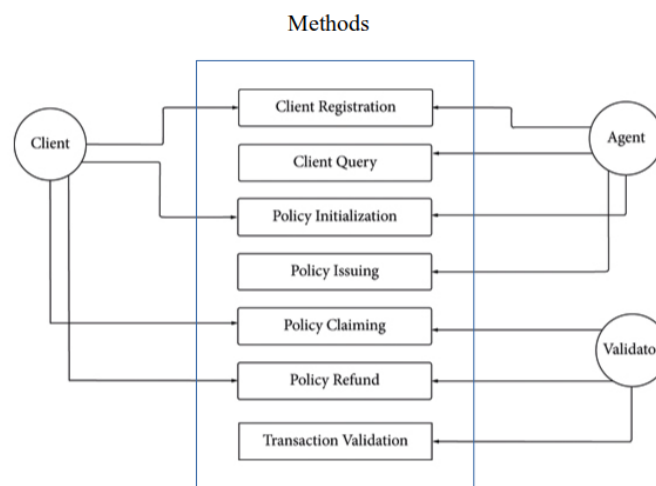 Methods
Client Registration
Client
Agent
Client Query
Policy Initialization
Policy Issuing
Policy Claiming
Validato
Policy Refund
Transaction Validation